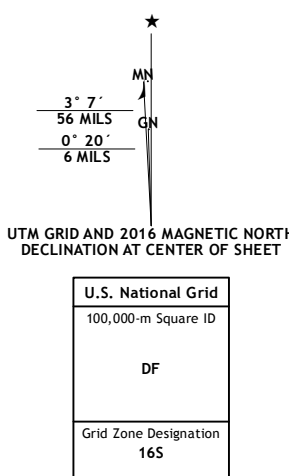 ★
MN
3° 7´
56 MILS
GN
0° 20´
6 MILS
UTM GRID AND 2016 MAGNETIC NORTH
DECLINATION AT CENTER OF SHEET
U.S. National Grid
100,000-m Square ID
DF
Grid Zone Designation
16S